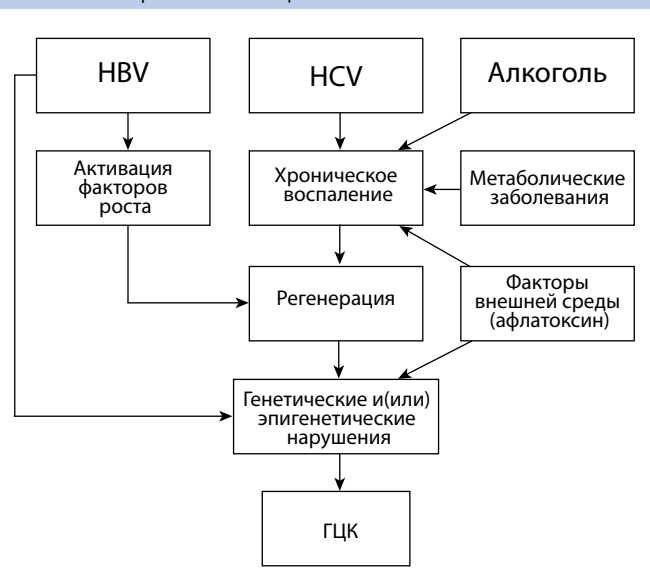 HBV
HCV
Алкоголь
Активация
факторов
роста
Хроническое
воспаление
Метаболические
заболевания
Регенерация
Факторы
внешней среды
(афлатоксин)
Генетические и(или)
эпигенетические
нарушения
ГЦК